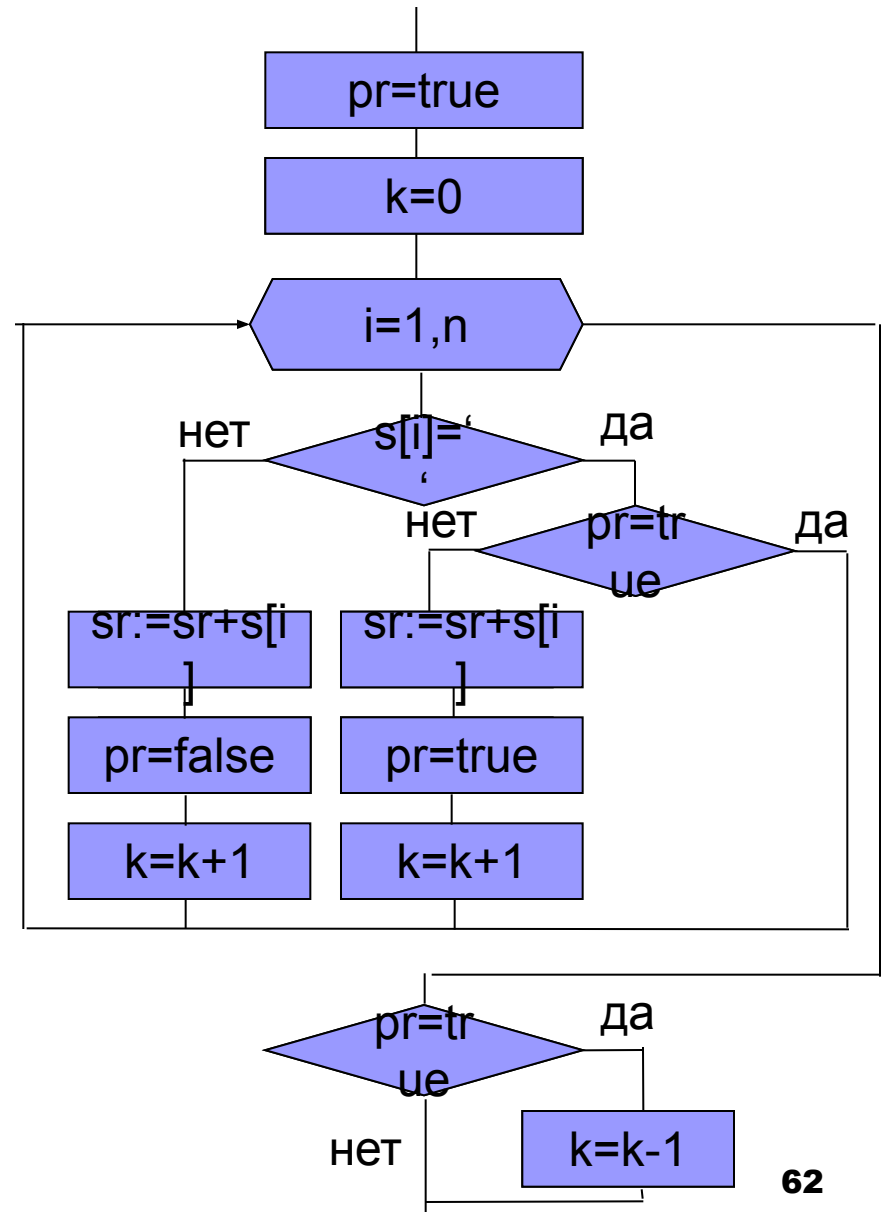 pr=true
k=0
i=1,n
нет
s[i]=‘
‘
да
нет
pr=tr
ue
да
sr:=sr+s[i
]
sr:=sr+s[i
]
pr=false
pr=true
k=k+1
k=k+1
pr=tr
ue
да
нет
k=k-1
62